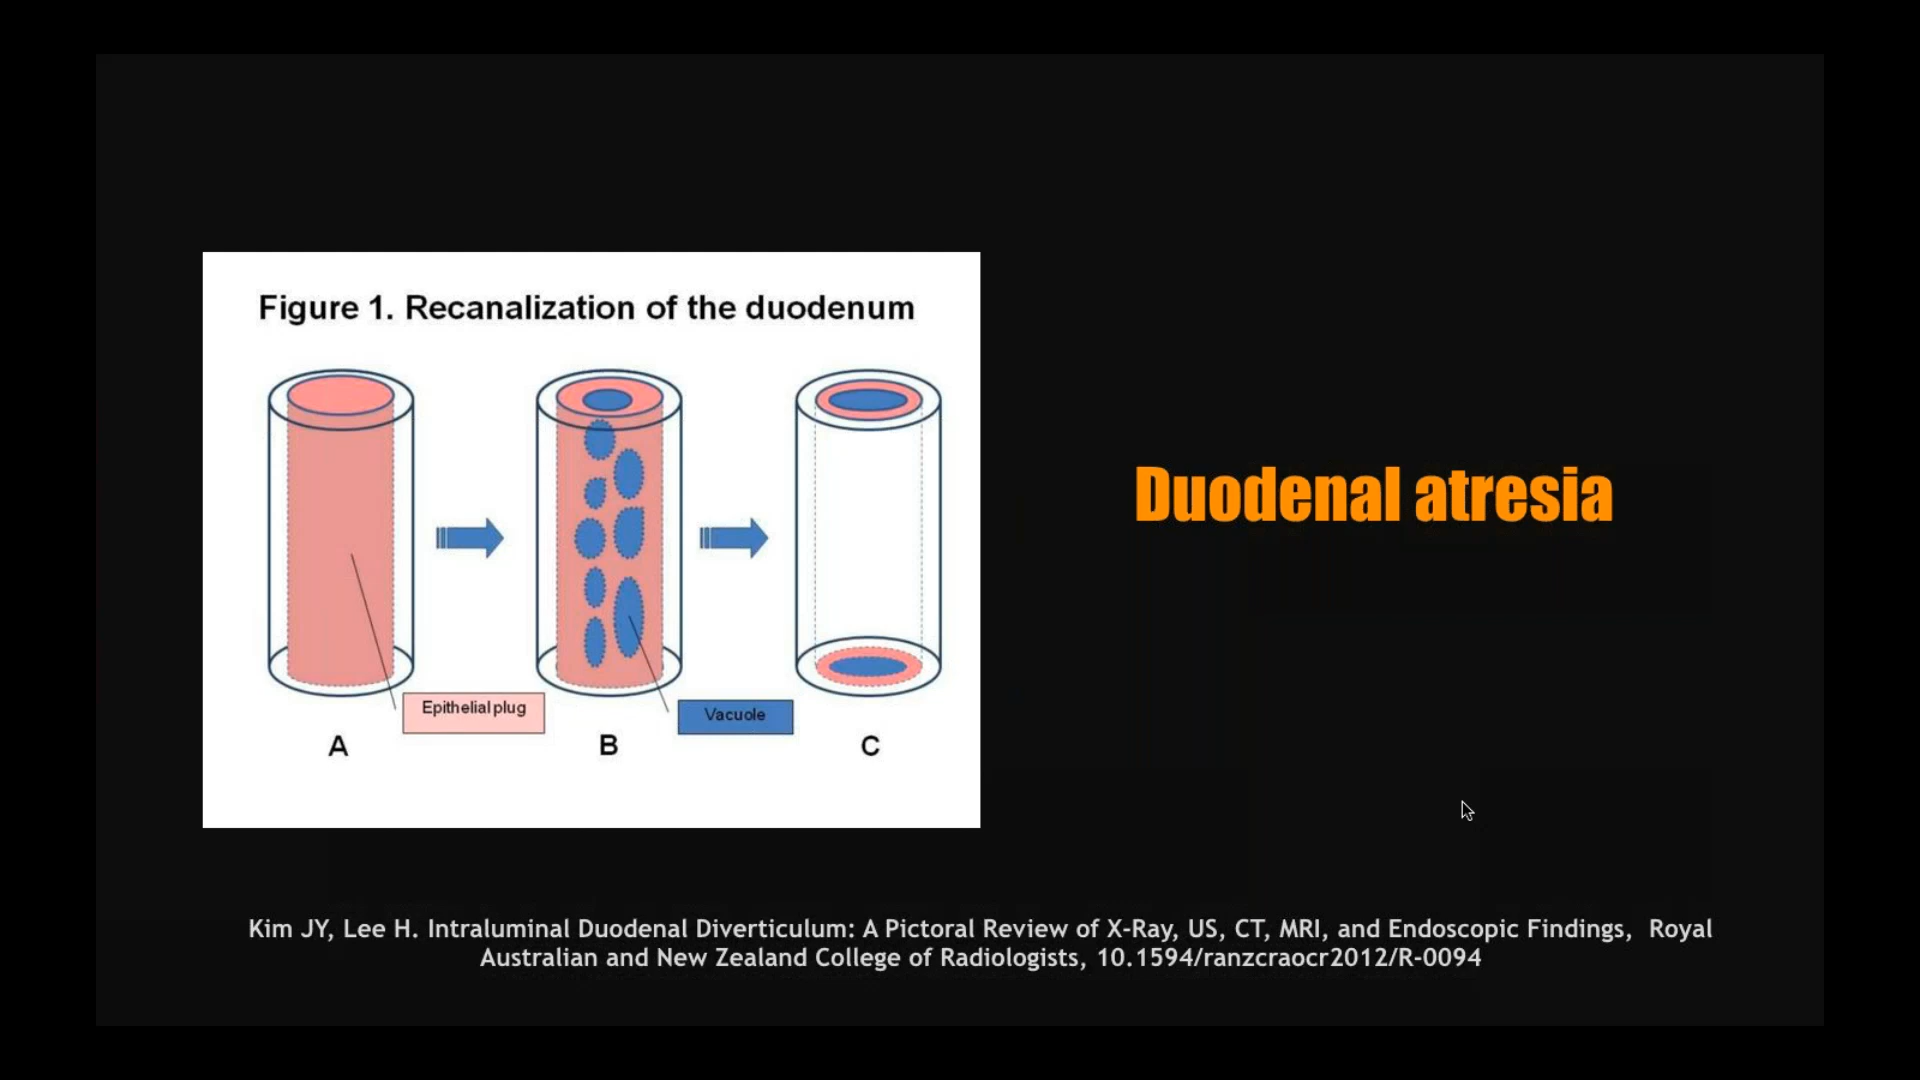 Figure 1. Recanalization of the duodenum
Epithelial plug
Vacuole
A
B
C
Duodenal atresia
Kim JY, Lee H. Intraluminal Duodenal Diverticulum: A Pictoral Review of X-Ray, US, CT, MRI, and Endoscopic Findings, Royal
Australian and New Zealand College of Radiologists, 10.1594/ranzcraocr2012/R-0094